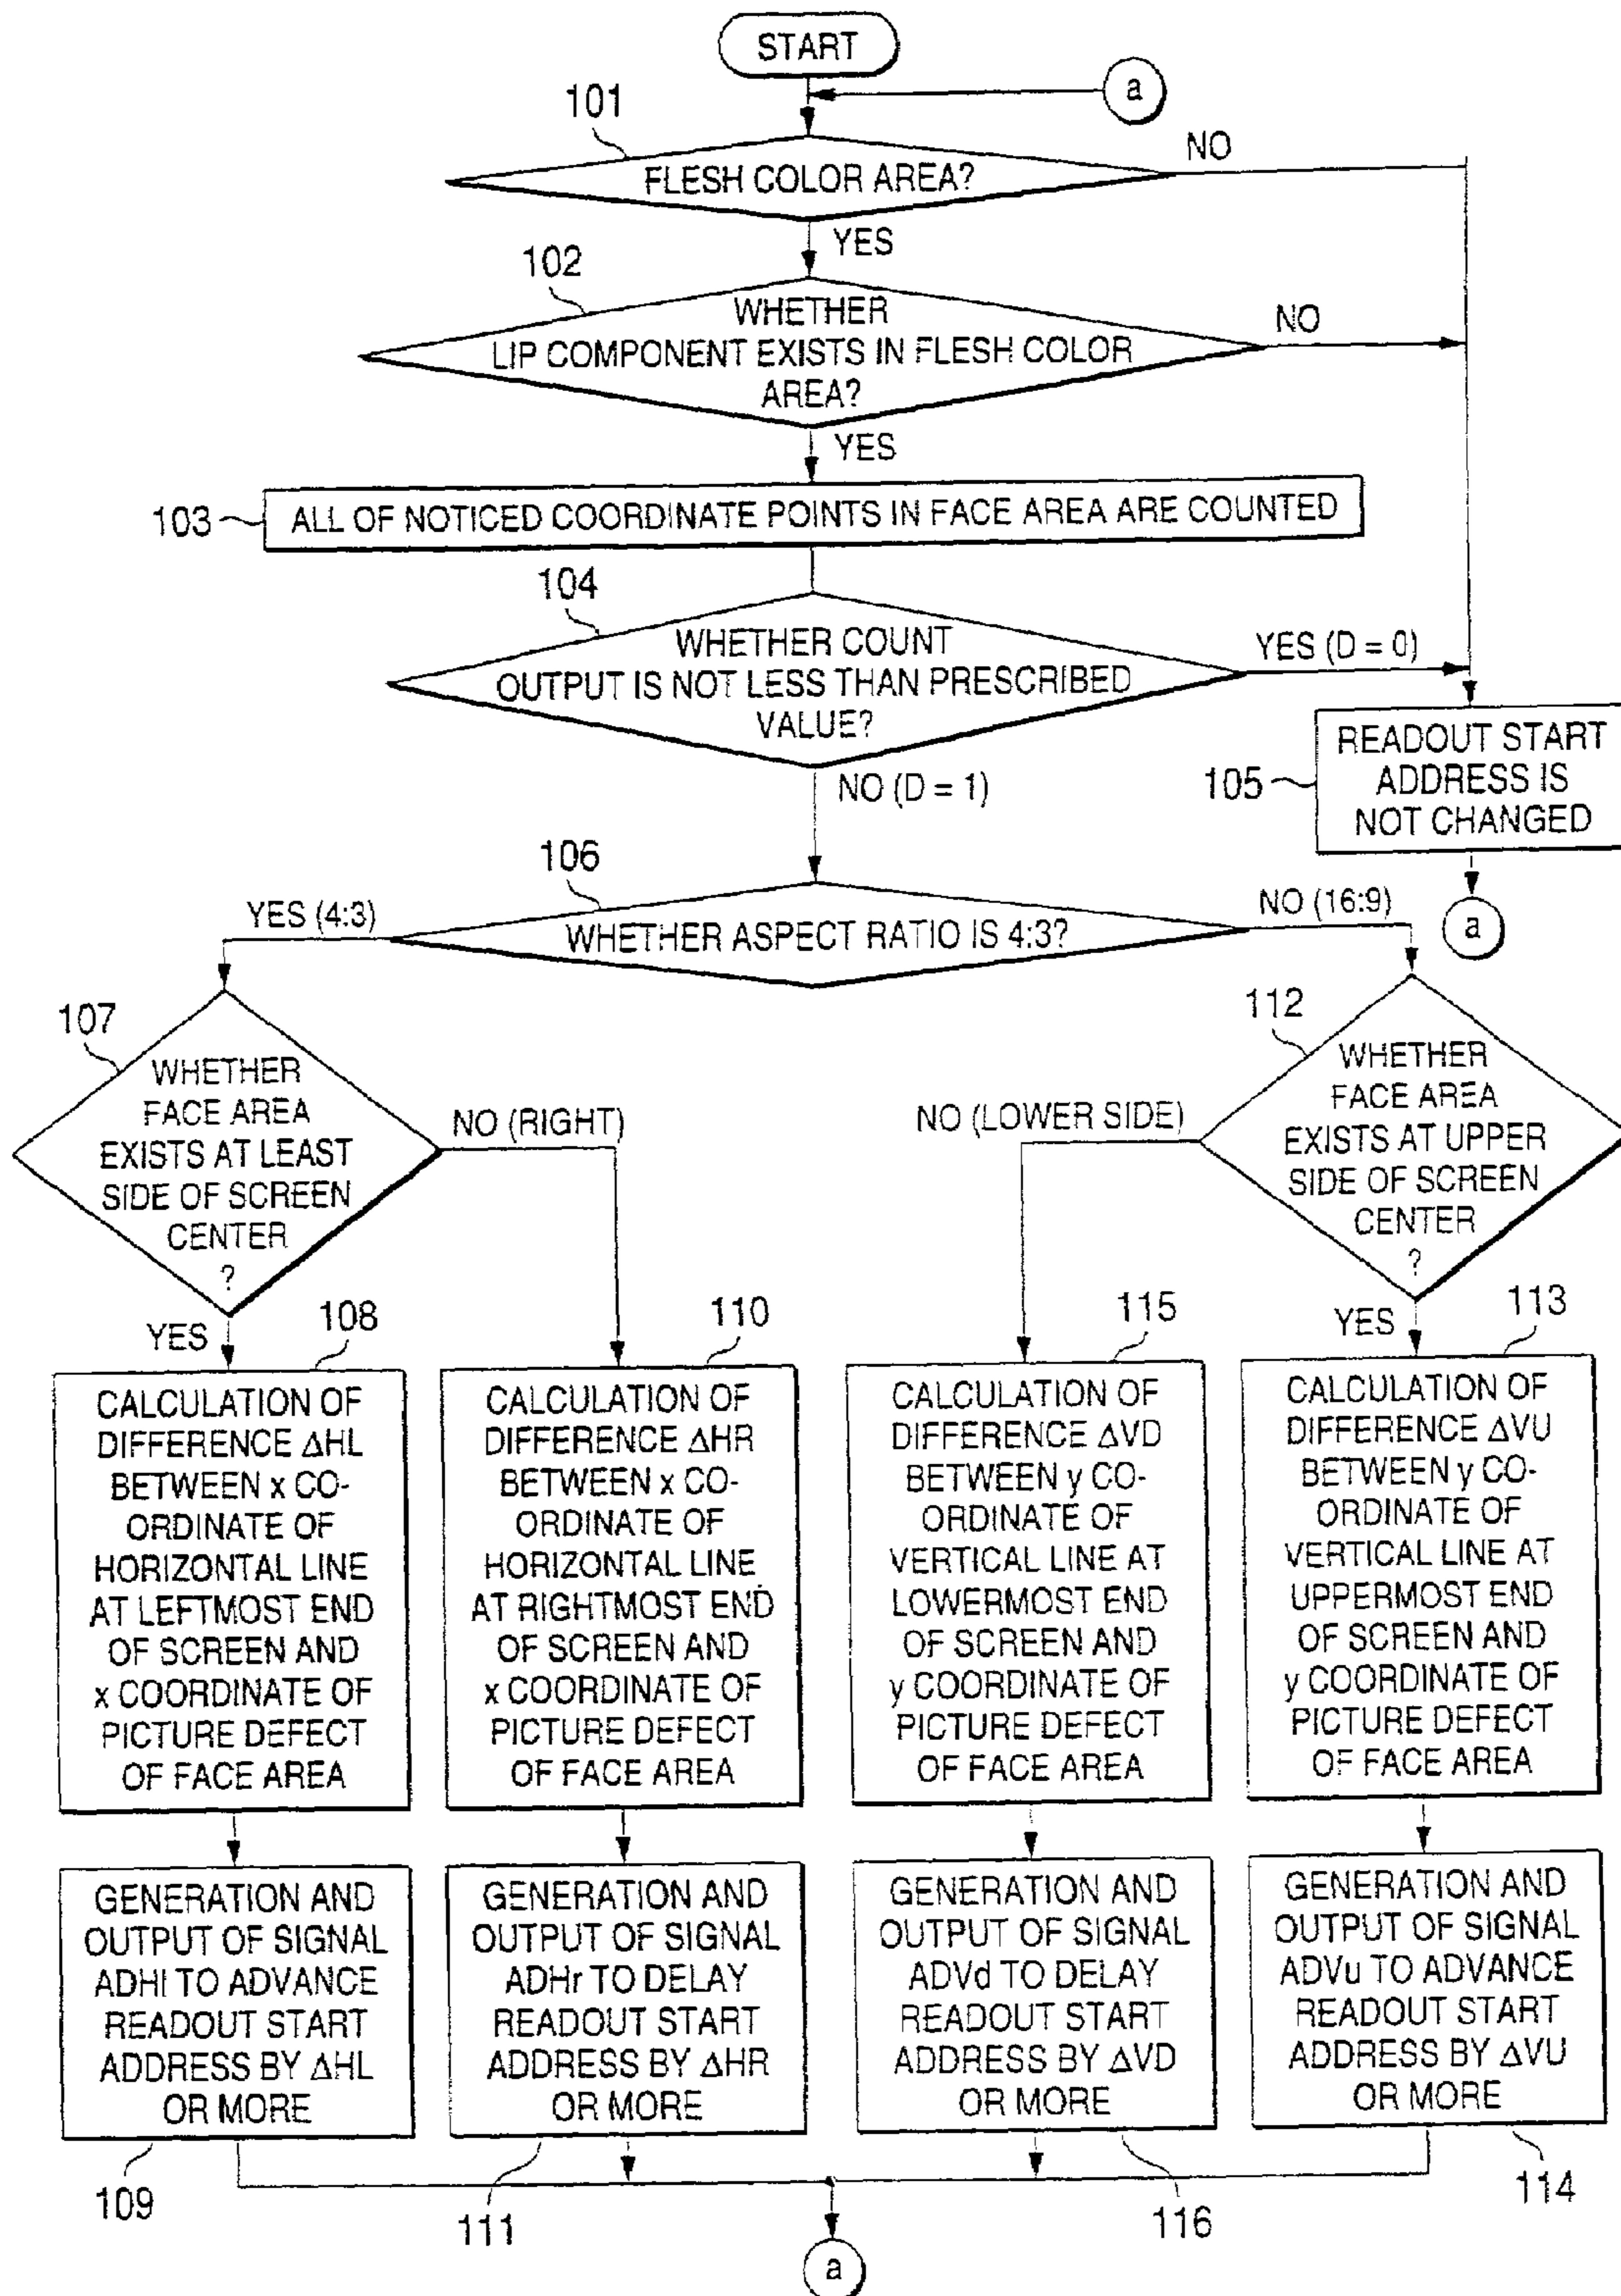 START
a
101
FLESH COLOR AREA?
NO
YES
102
WHETHER
LIP COMPONENT EXISTS IN FLESH COLOR
AREA?
NO
YES
103
ALL OF NOTICED COORDINATE POINTS IN FACE AREA ARE COUNTED
104
WHETHER COUNT
OUTPUT IS NOT LESS THAN PRESCRIBED
VALUE?
YES (D = 0)
NO (D = 1)
105
READOUT START
ADDRESS IS
NOT CHANGED
a
106
WHETHER ASPECT RATIO IS 4:3?
YES (4:3)
NO (16:9)
107
WHETHER
FACE AREA
EXISTS AT LEAST
SIDE OF SCREEN
CENTER
?
NO (RIGHT)
YES
112
WHETHER
FACE AREA
EXISTS AT UPPER
SIDE OF SCREEN
CENTER
?
NO (LOWER SIDE)
YES
108
CALCULATION OF
DIFFERENCE ΔHL
BETWEEN x CO-
ORDINATE OF
HORIZONTAL LINE
AT LEFTMOST END
OF SCREEN AND
x COORDINATE OF
PICTURE DEFECT
OF FACE AREA
110
CALCULATION OF
DIFFERENCE ΔHR
BETWEEN x CO-
ORDINATE OF
HORIZONTAL LINE
AT RIGHTMOST END
OF SCREEN AND
x COORDINATE OF
PICTURE DEFECT
OF FACE AREA
115
CALCULATION OF
DIFFERENCE ΔVD
BETWEEN y CO-
ORDINATE OF
VERTICAL LINE AT
LOWERMOST END
OF SCREEN AND
y COORDINATE OF
PICTURE DEFECT
OF FACE AREA
113
CALCULATION OF
DIFFERENCE ΔVU
BETWEEN y CO-
ORDINATE OF
VERTICAL LINE AT
UPPERMOST END
OF SCREEN AND
y COORDINATE OF
PICTURE DEFECT
OF FACE AREA
GENERATION AND
OUTPUT OF SIGNAL
ADHl TO ADVANCE
READOUT START
ADDRESS BY ΔHL
OR MORE
109
GENERATION AND
OUTPUT OF SIGNAL
ADHr TO DELAY
READOUT START
ADDRESS BY ΔHR
OR MORE
111
GENERATION AND
OUTPUT OF SIGNAL
ADVd TO DELAY
READOUT START
ADDRESS BY ΔVD
OR MORE
116
GENERATION AND
OUTPUT OF SIGNAL
ADVu TO ADVANCE
READOUT START
ADDRESS BY ΔVU
OR MORE
114
a